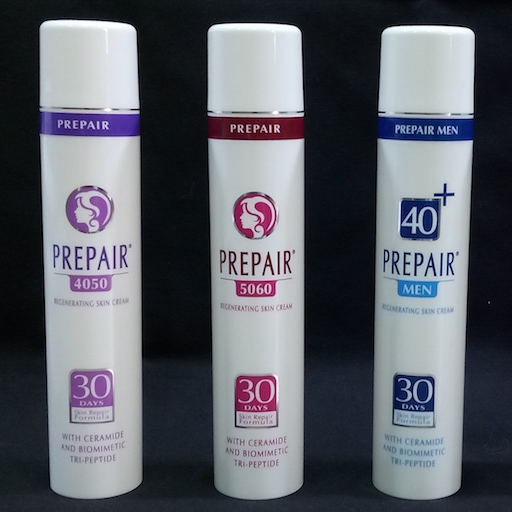 PREPAIR
PREPAIR®
4050
REGENERATING SKIN CREAM
30
DAYS
Skin Repair
Formula
WITH CERAMIDE
AND BIOMIMETIC
TRI-PEPTIDE
PREPAIR
PREPAIR®
5060
REGENERATING SKIN CREAM
30
DAYS
Skin Repair
Formula
WITH CERAMIDE
AND BIOMIMETIC
TRI-PEPTIDE
PREPAIR MEN
40+
PREPAIR®
MEN
REGENERATING SKIN CREAM
30
DAYS
Skin Repair
Formula
WITH CERAMIDE
AND BIOMIMETIC
TRI-PEPTIDE